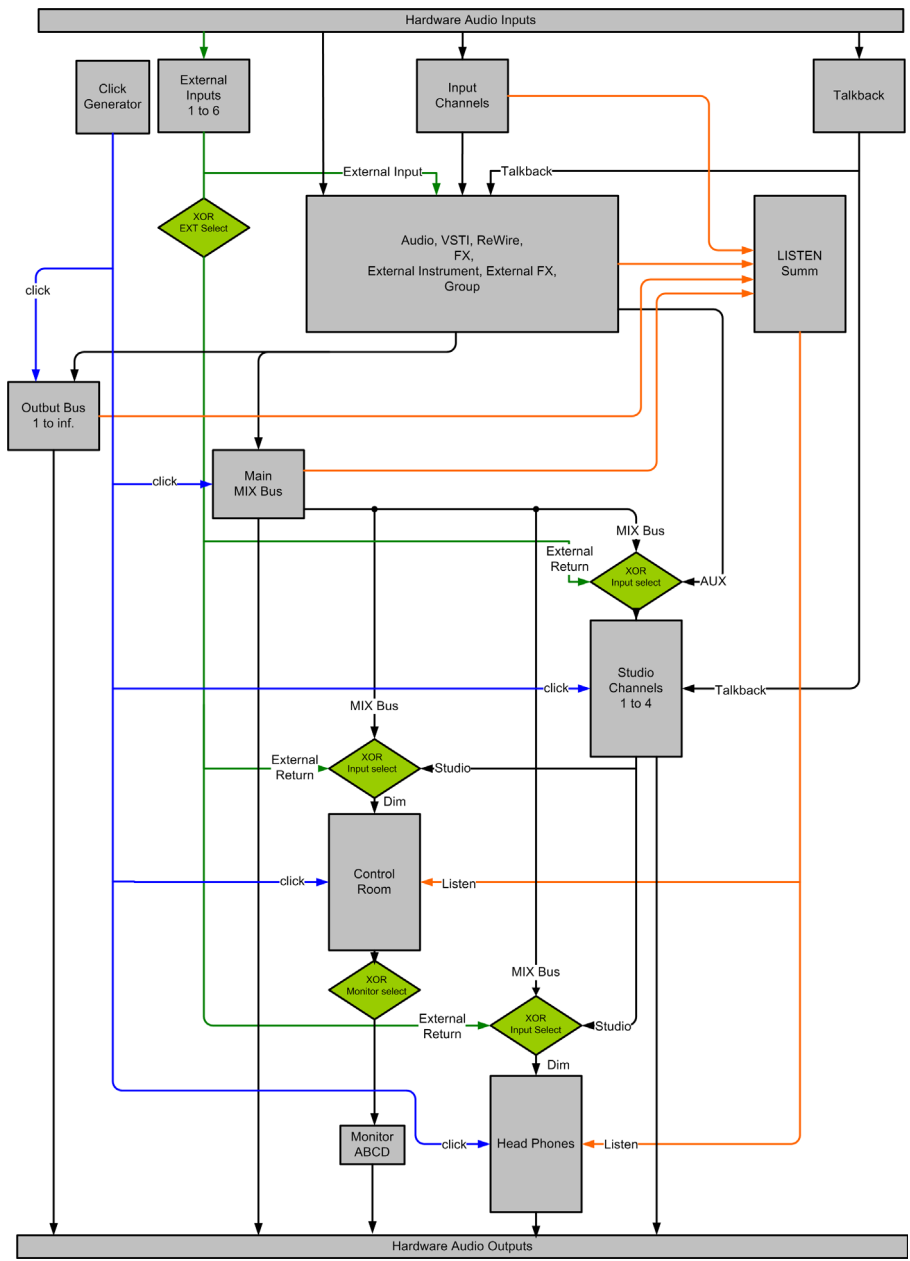 Hardware Audio Inputs
Click
Generator
External
Inputs
1 to 6
Input
Channels
Talkback
External Input
Talkback
XOR
EXT Select
Audio, VSTI, ReWire,
FX,
External Instrument, External FX,
Group
LISTEN
Summ
click
Outbut Bus
1 to inf.
Main
MIX Bus
click
MIX Bus
External
Return
XOR
Input select
AUX
Studio
Channels
1 to 4
click
Talkback
MIX Bus
External
Return
XOR
Input select
Studio
Dim
Control
Room
click
Listen
XOR
Monitor select
MIX Bus
External
Return
XOR
Input Select
Studio
Dim
Monitor
ABCD
click
Head Phones
Listen
Hardware Audio Outputs